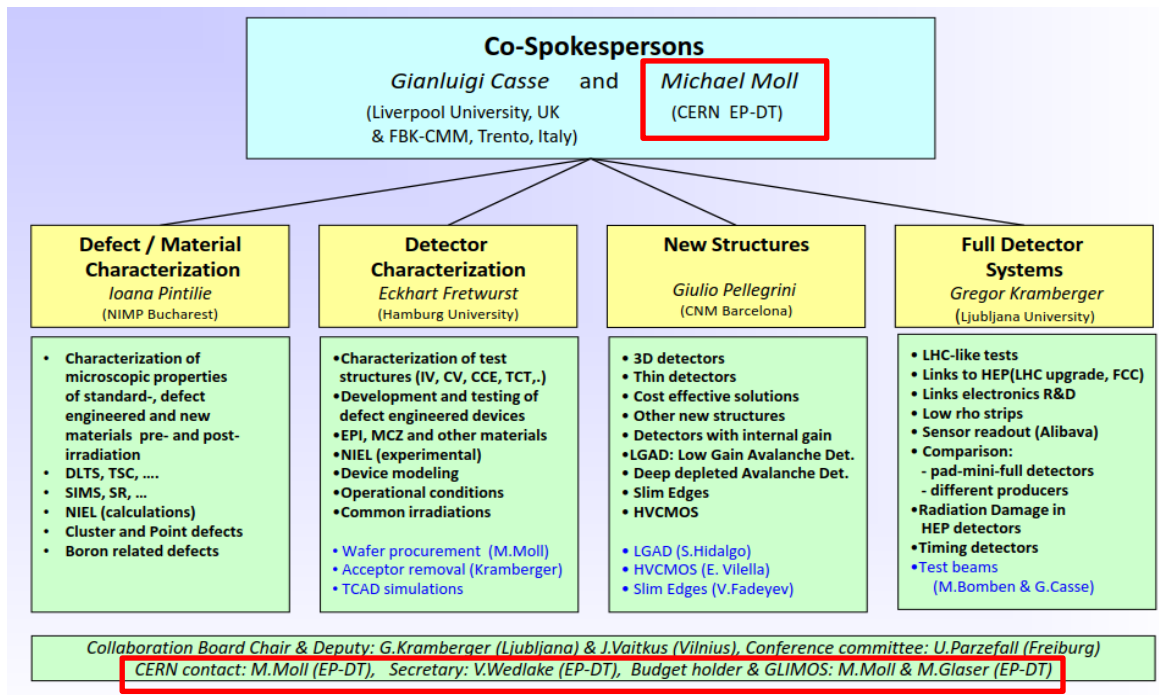 Co-Spokespersons
Gianluigi Casse and Michael Moll
(Liverpool University, UK (CERN EP-DT)
& FBK-CMM, Trento, Italy)
Defect / Material
Characterization
Ioana Pintilie
(NIMP Bucharest)
• Characterization of
microscopic properties
of standard-, defect
engineered and new
materials pre- and post-
irradiation
• DLTS, TSC, ....
• SIMS, SR, ...
• NIEL (calculations)
• Cluster and Point defects
• Boron related defects
Detector
Characterization
Eckhart Fretwurst
(Hamburg University)
•Characterization of test
structures (IV, CV, CCE, TCT,.)
•Development and testing of
defect engineered devices
•EPI, MCZ and other materials
•NIEL (experimental)
•Device modeling
•Operational conditions
•Common irradiations
• Wafer procurement (M.Moll)
• Acceptor removal (Kramberger)
• TCAD simulations
New Structures
Giulio Pellegrini
(CNM Barcelona)
• 3D detectors
• Thin detectors
• Cost effective solutions
• Other new structures
• Detectors with internal gain
•LGAD: Low Gain Avalanche Det.
• Deep depleted Avalanche Det.
• Slim Edges
• HVCMOS
• LGAD (S.Hidalgo)
• HVCMOS (E. Vilella)
• Slim Edges (V.Fadeyev)
Full Detector
Systems
Gregor Kramberger
(Ljubljana University)
• LHC-like tests
• Links to HEP(LHC upgrade, FCC)
• Links electronics R&D
• Low rho strips
• Sensor readout (Alibava)
• Comparison:
- pad-mini-full detectors
- different producers
•Radiation Damage in
HEP detectors
•Timing detectors
•Test beams
(M.Bomben & G.Casse)
Collaboration Board Chair & Deputy: G.Kramberger (Ljubljana) & J.Vaitkus (Vilnius), Conference committee: U.Parzefall (Freiburg)
CERN contact: M.Moll (EP-DT), Secretary: V.Wedlake (EP-DT), Budget holder & GLIMOS: M.Moll & M.Glaser (EP-DT)